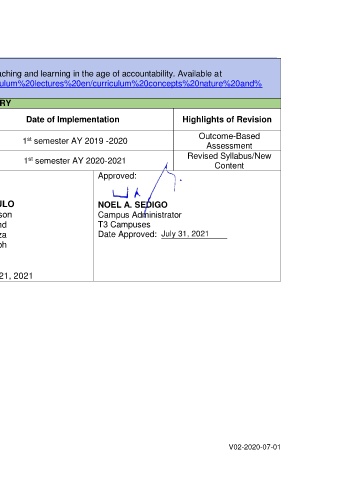 aching and learning in the age of accountability. Available at
ulum%20lectures%20en/curriculum%20concepts%20nature%20and%
RY
Date of Implementation
Highlights of Revision
1st semester AY 2019 -2020
Outcome-Based
Assessment
1st semester AY 2020-2021
Revised Syllabus/New
Content
Approved:
ULO
son
nd
za
ph
21, 2021
NOEL A. SEDIGO
Campus Administrator
T3 Campuses
Date Approved: July 31, 2021
V02-2020-07-01